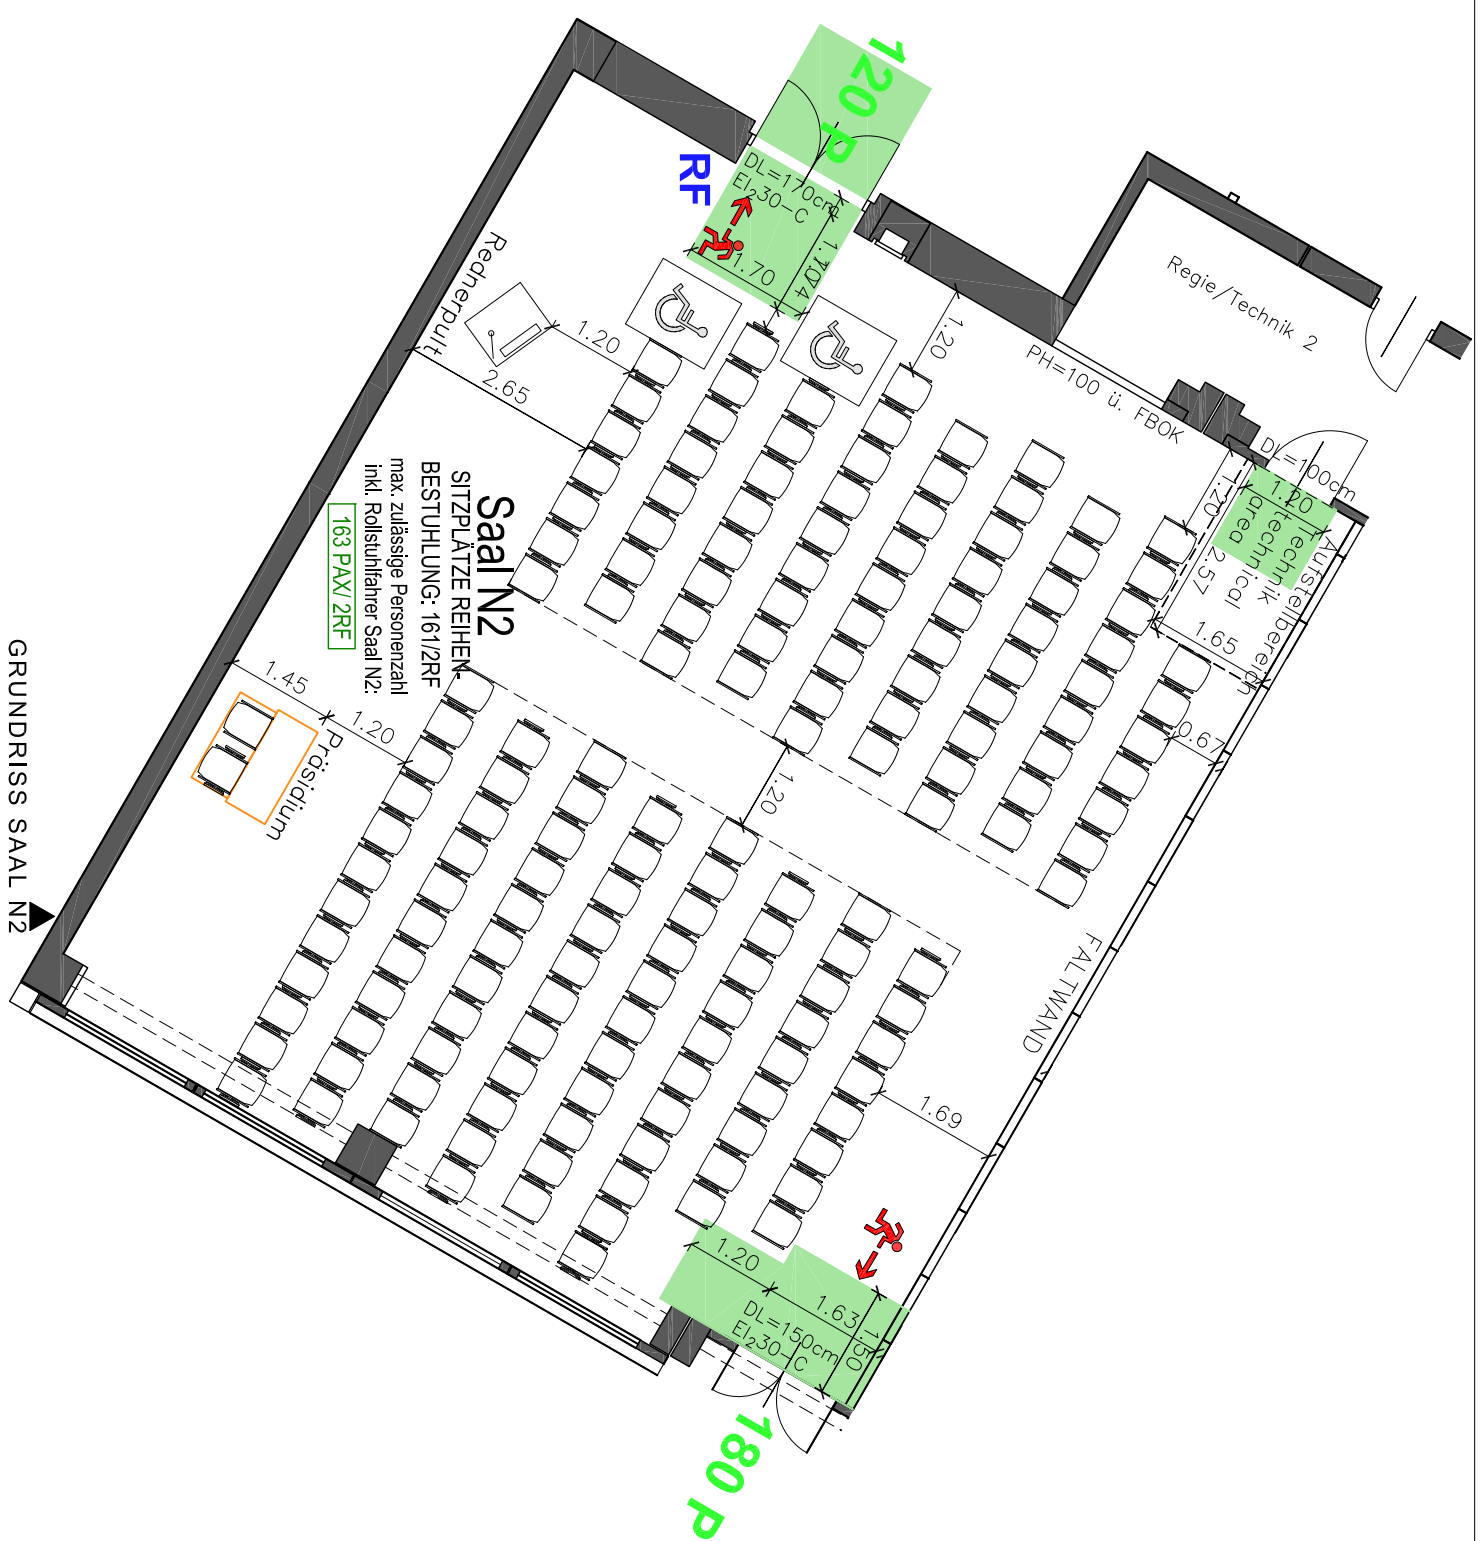 120 P
DL=170cm
EI₂30-C
RF
1.70
1.70/4
Rednerpult
1.20
2.65
1.20
Regie/Technik 2
PH=100 ü. FBOK
DL=100cm
1.20
1.20
Aufstellbereich
Technik
technical
area
2.57
1.65
0.67
Saal N2
SITZPLÄTZE REIHEN-
BESTUHLUNG: 161/2RF
max. zulässige Personenzahl
inkl. Rollstuhlfahrer Saal N2:
163 PAX/ 2RF
1.45
1.20
Präsidium
1.20
FALTWAND
1.69
1.20
1.63
1.50
DL=150cm
EI₂30-C
180 P
GRUNDRISS SAAL N2